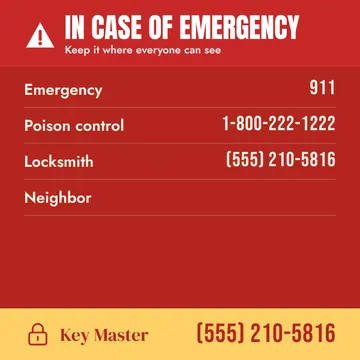 IN CASE OF EMERGENCY
Keep it where everyone can see
Emergency 911
Poison control 1-800-222-1222
Locksmith (555) 210-5816
Neighbor
Key Master (555) 210-5816